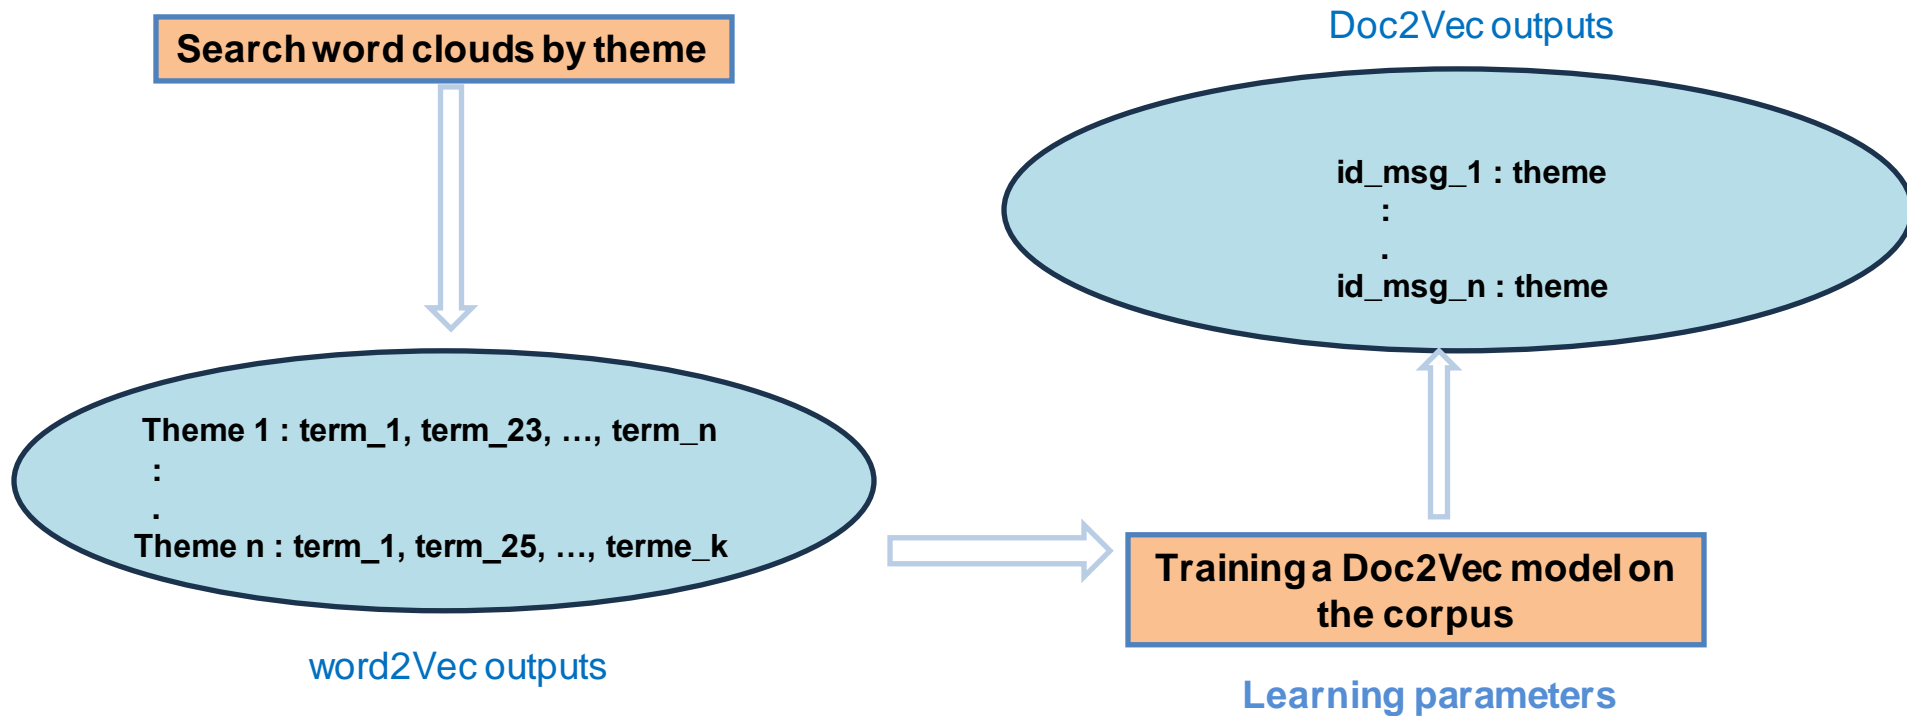 Search word clouds by theme
Theme 1 : term_1, term_23, …, term_n
:
.
Theme n : term_1, term_25, …, terme_k
word2Vec outputs
Doc2Vec outputs
id_msg_1 : theme
:
.
id_msg_n : theme
Training a Doc2Vec model on
the corpus
Learning parameters